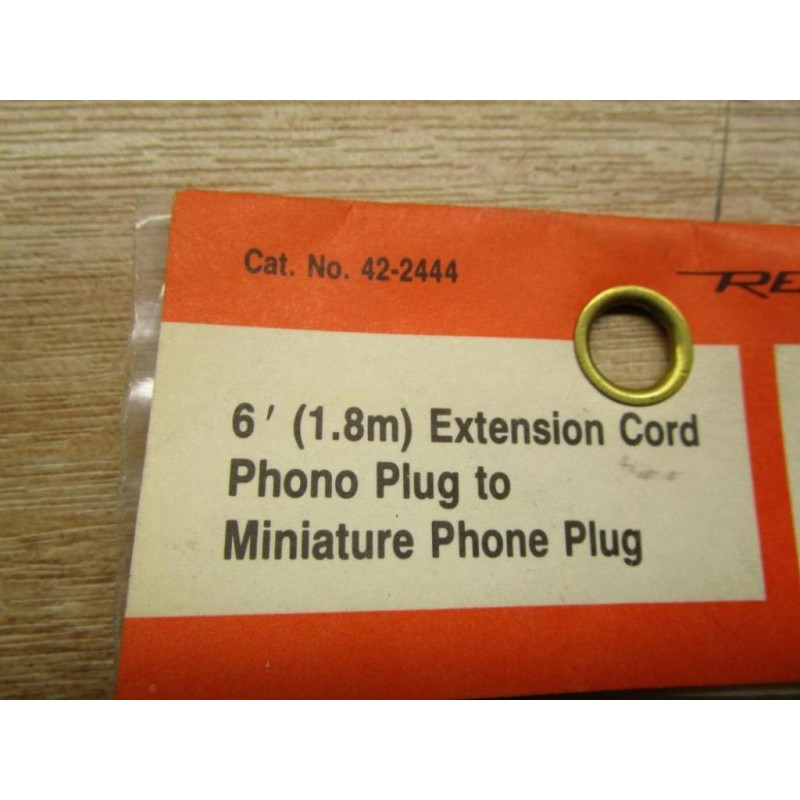 Cat. No. 42-2444
6' (1.8m) Extension Cord
Phono Plug to
Miniature Phone Plug